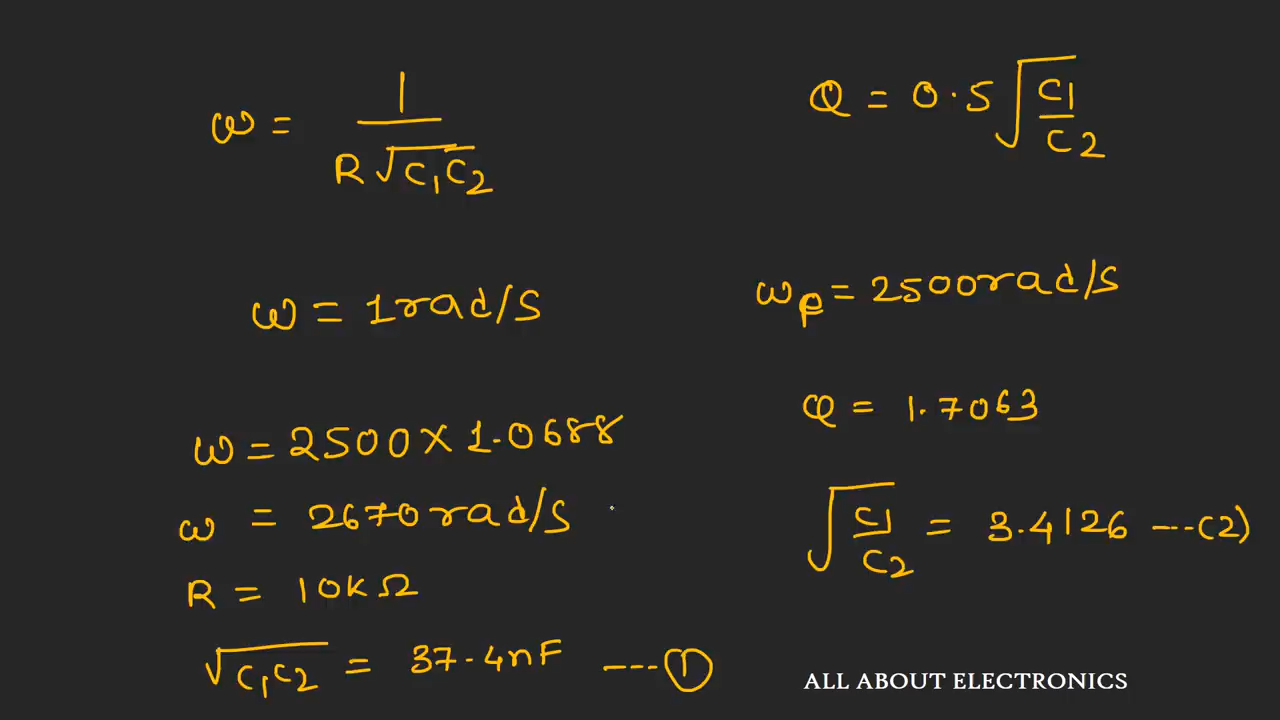 ω = 1 / R√C1C2
Q = 0.5√C1/C2
ω = 1rad/s
ωp = 2500rad/s
ω = 2500 × 1.0688
Q = 1.7063
ω = 2670rad/s
√C1/C2 = 3.4126 ---(2)
R = 10kΩ
√C1C2 = 37.4nF ---①
ALL ABOUT ELECTRONICS